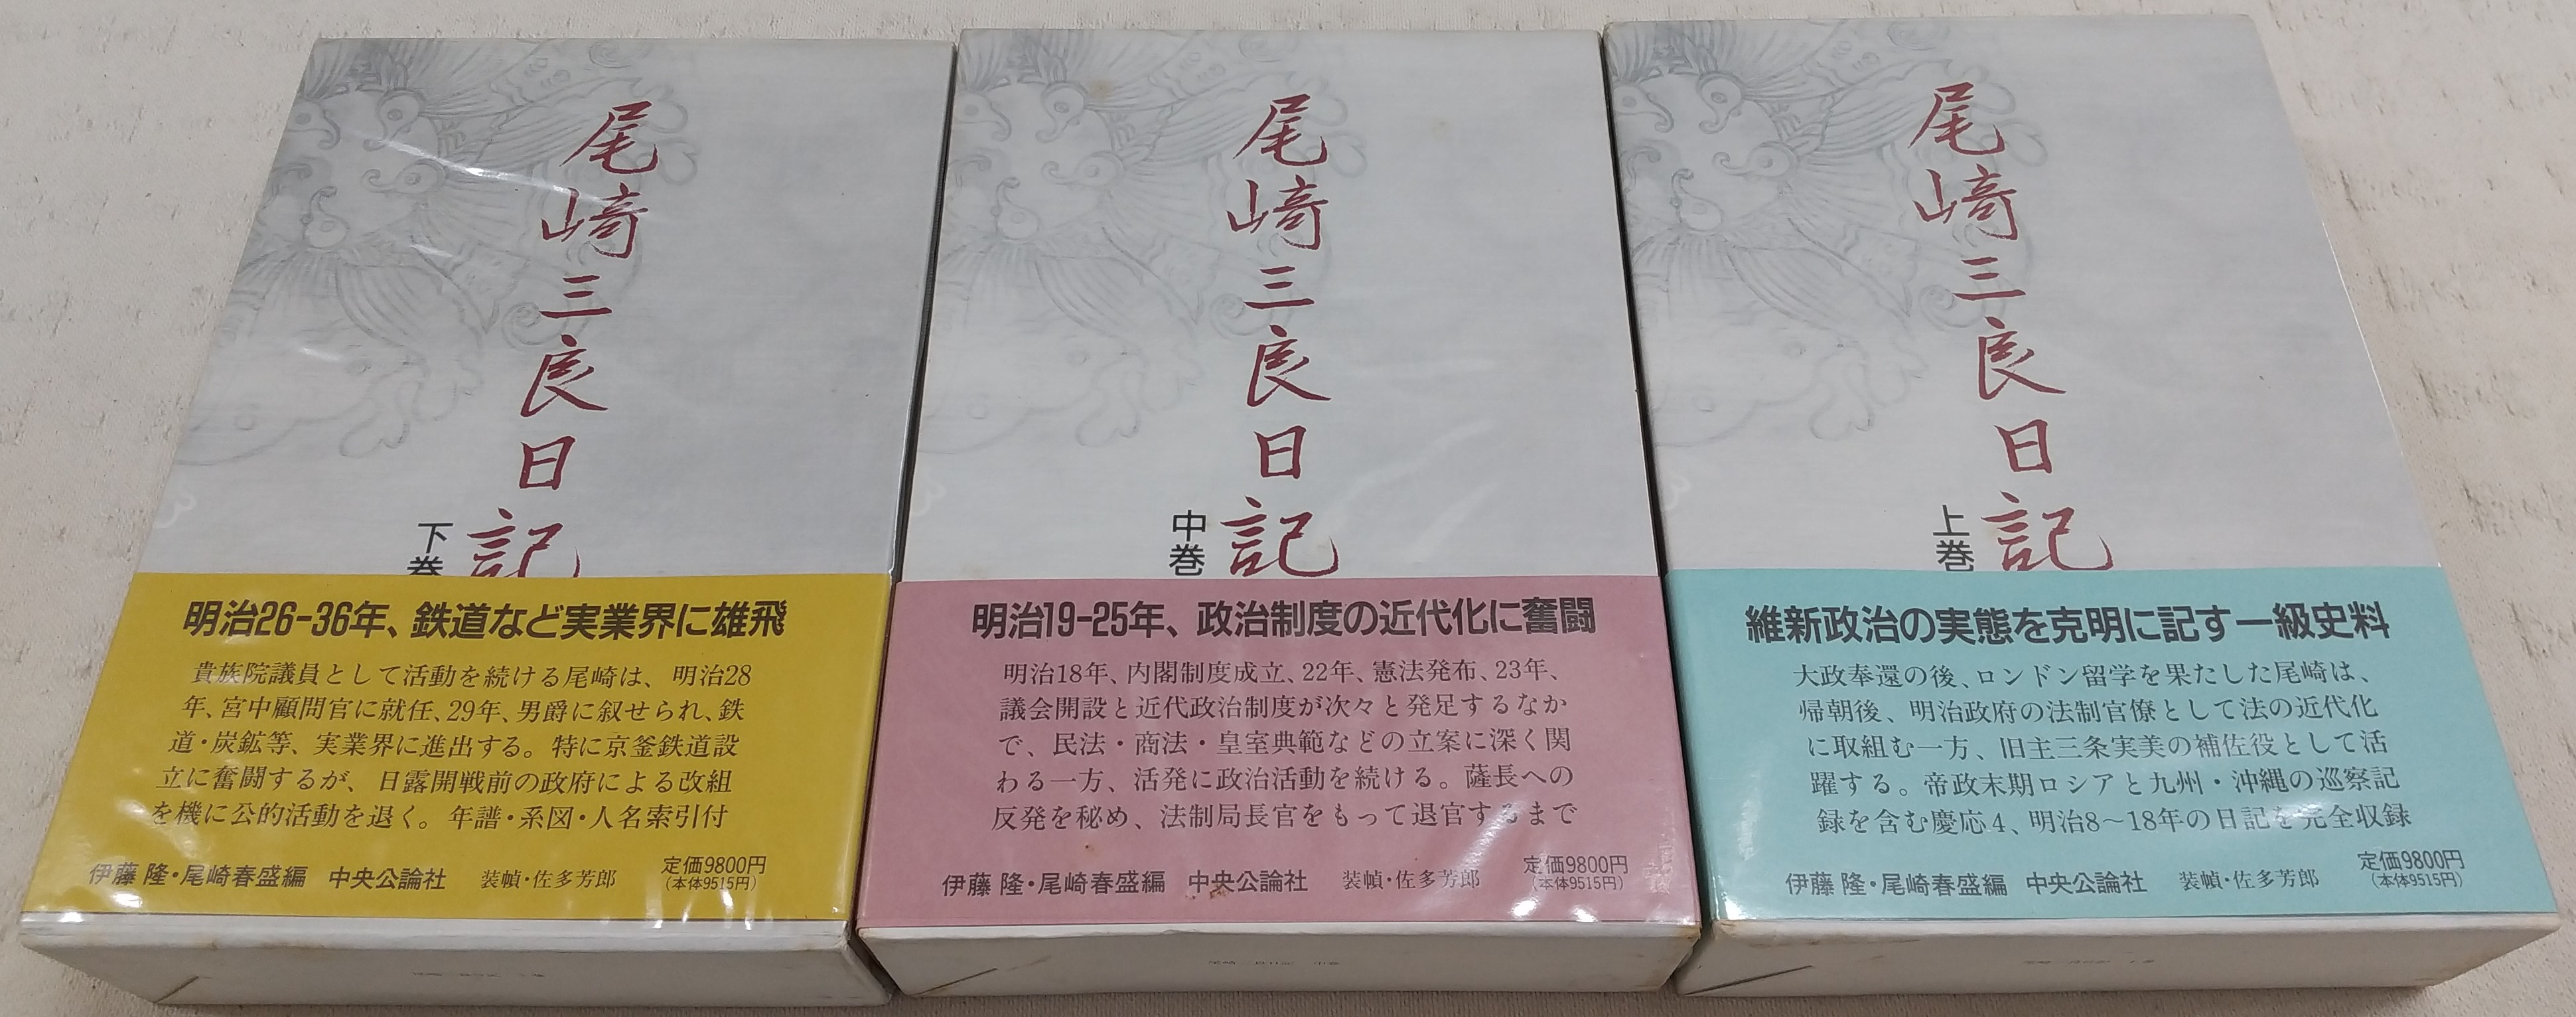 尾崎三良日記
下巻
明治26-36年、鉄道など実業界に雄飛
貴族院議員として活動を続ける尾崎は、明治28
年、宮中顧問官に就任、29年、男爵に叙せられ、鉄
道・炭鉱等、実業界に進出する。特に京釜鉄道設
立に奮闘するが、日露開戦前の政府による改組
を機に公的活動を退く。年譜・系図・人名索引付
伊藤 隆・尾崎春盛編 中央公論社 装幀・佐多芳郎 定価9800円
(本体9515円)
尾崎三良日記
中巻
明治19-25年、政治制度の近代化に奮闘
明治18年、内閣制度成立、22年、憲法発布、23年、
議会開設と近代政治制度が次々と発足するなか
で、民法・商法・皇室典範などの立案に深く関
わる一方、活発に政治活動を続ける。薩長への
反発を秘め、法制局長官をもって退官するまで
伊藤 隆・尾崎春盛編 中央公論社 装幀・佐多芳郎 定価9800円
(本体9515円)
尾崎三良日記
上巻
維新政治の実態を克明に記す一級史料
大政奉還の後、ロンドン留学を果たした尾崎は、
帰朝後、明治政府の法制官僚として法の近代化
に取組む一方、旧主三条実美の補佐役として活
躍する。帝政末期ロシアと九州・沖縄の巡察記
録を含む慶応4、明治8～18年の日記を完全収録
伊藤 隆・尾崎春盛編 中央公論社 装幀・佐多芳郎 定価9800円
(本体9515円)